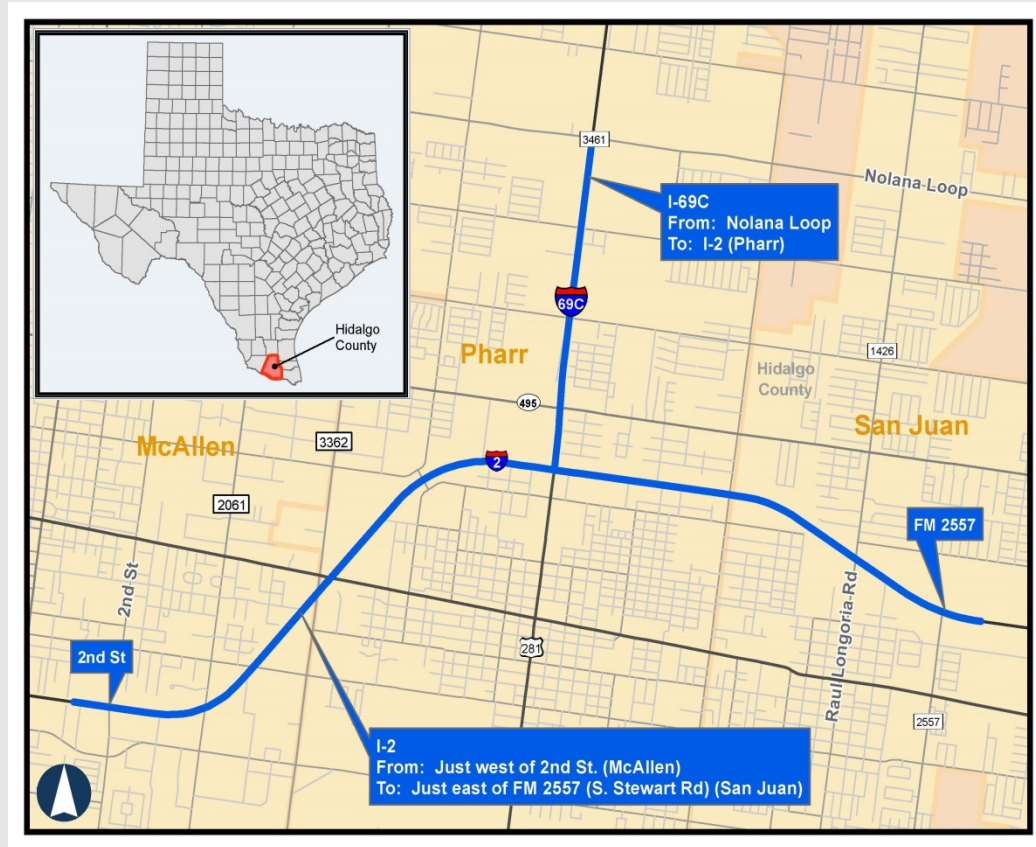 Hidalgo
County
3461
Nolana Loop
I-69C
From: Nolana Loop
To: I-2 (Pharr)
69C
Pharr
1426
Hidalgo
County
495
San Juan
McAllen
3362
2
2061
FM 2557
2nd St
Raul Longoria Rd
281
2nd St
2557
I-2
From: Just west of 2nd St. (McAllen)
To: Just east of FM 2557 (S. Stewart Rd) (San Juan)